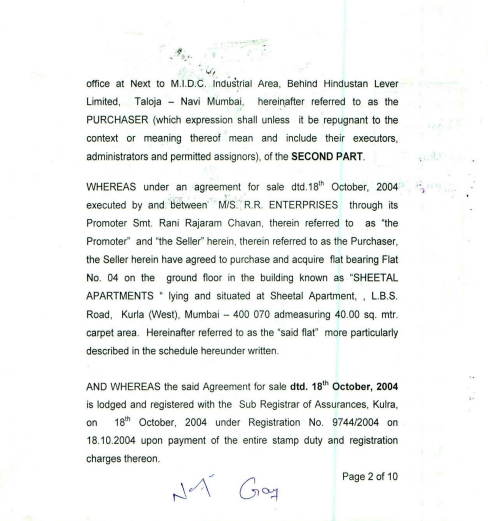 office at Next to M.I.D.C. Industrial Area, Behind Hindustan Lever
Limited, Taloja – Navi Mumbai, hereinafter referred to as the
PURCHASER (which expression shall unless it be repugnant to the
context or meaning thereof mean and include their executors,
administrators and permitted assignors), of the SECOND PART.
WHEREAS under an agreement for sale dtd.18th October, 2004
executed by and between M/S. R.R. ENTERPRISES through its
Promoter Smt. Rani Rajaram Chavan, therein referred to as “the
Promoter” and “the Seller” herein, therein referred to as the Purchaser,
the Seller herein have agreed to purchase and acquire flat bearing Flat
No. 04 on the ground floor in the building known as “SHEETAL
APARTMENTS “ lying and situated at Sheetal Apartment, , L.B.S.
Road, Kurla (West), Mumbai – 400 070 admeasuring 40.00 sq. mtr.
carpet area. Hereinafter referred to as the “said flat” more particularly
described in the schedule hereunder written.
AND WHEREAS the said Agreement for sale dtd. 18th October, 2004
is lodged and registered with the Sub Registrar of Assurances, Kulra,
on 18th October, 2004 under Registration No. 9744/2004 on
18.10.2004 upon payment of the entire stamp duty and registration
charges thereon.
Page 2 of 10